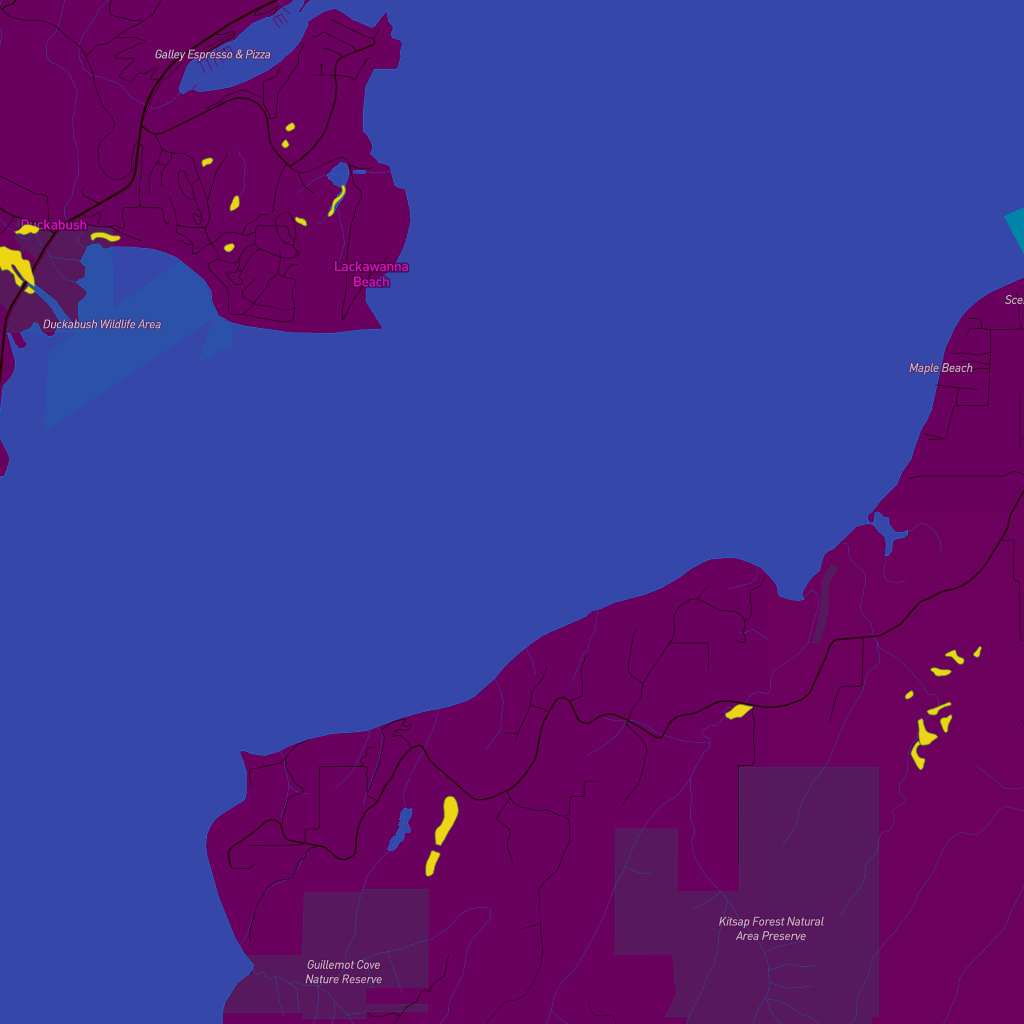 Galley Espresso & Pizza
Duckabush
Lackawanna
Beach
Duckabush Wildlife Area
Maple Beach
Kitsap Forest Natural
Area Preserve
Guillemot Cove
Nature Reserve